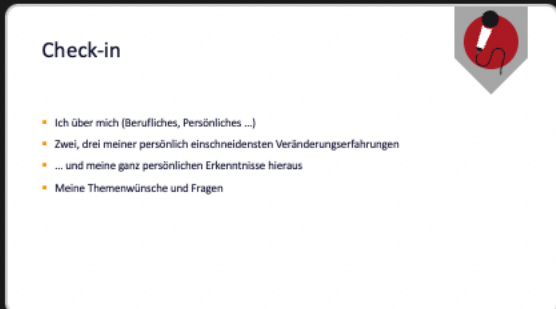 Check-in
Ich über mich (Berufliches, Persönliches ...)
Zwei, drei meiner persönlich einschneidensten Veränderungserfahrungen
... und meine ganz persönlichen Erkenntnisse hieraus
Meine Themenwünsche und Fragen